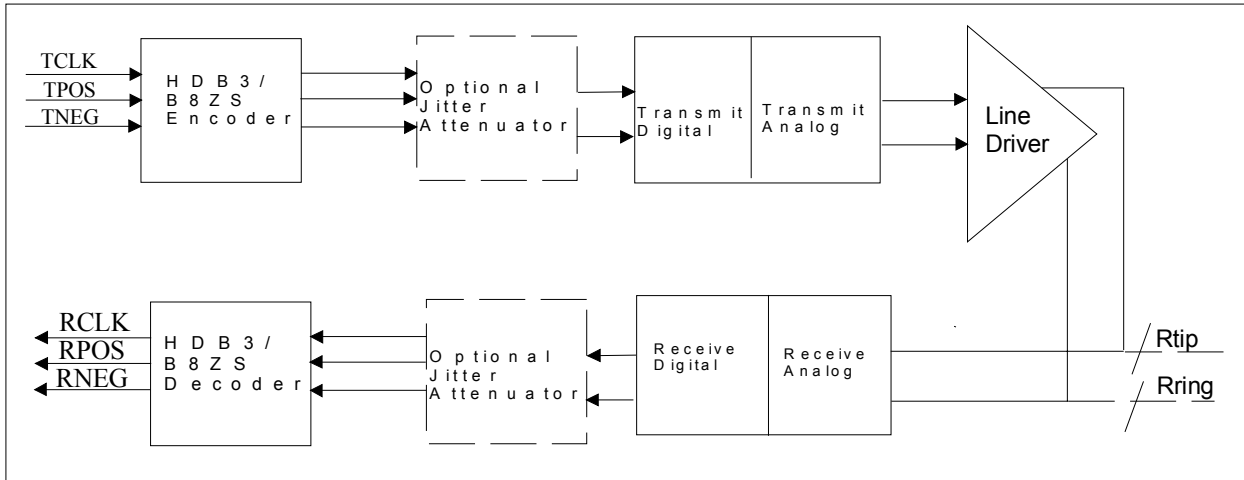 TCLK
TPOS
TNEG
HDB3/
B8ZS
Encoder
Optional
Jitter
Attenuator
Transmit
Digital
Transmit
Analog
Line
Driver
RCLK
RPOS
RNEG
HDB3/
B8ZS
Decoder
Optional
Jitter
Attenuator
Receive
Digital
Receive
Analog
Rtip
Rring